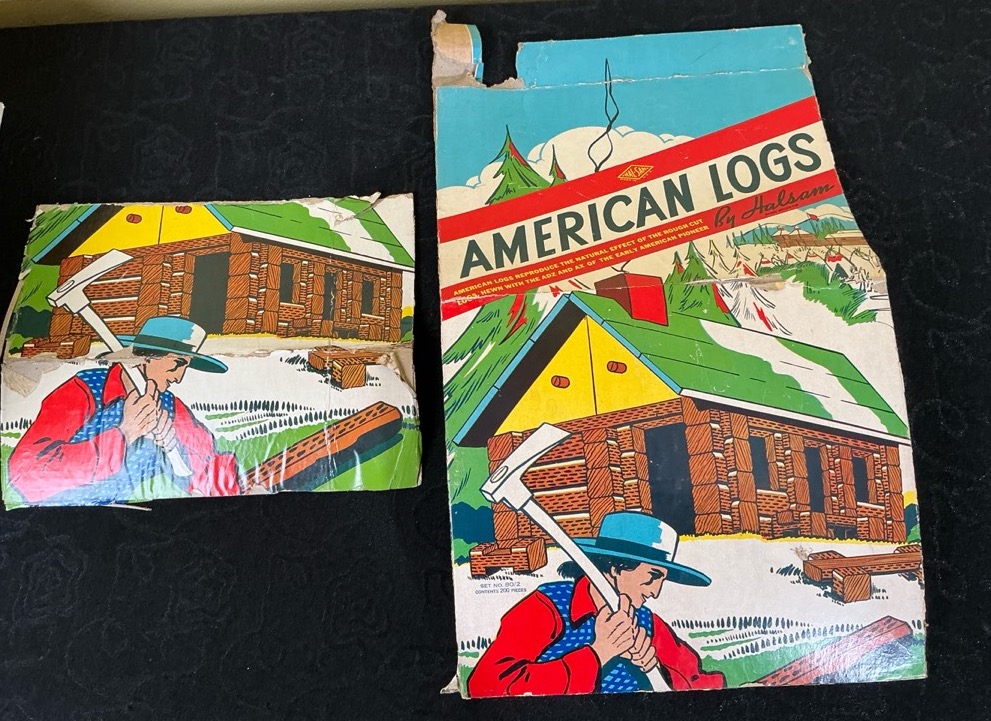 HALSAM
AMERICAN LOGS
By Halsam
AMERICAN LOGS REPRODUCE THE NATURAL EFFECT OF THE ROUGH CUT
LOGS, HEWN WITH THE ADZ AND AX OF THE EARLY AMERICAN PIONEER
SET NO. 80/2
CONTENTS 200 PIECES